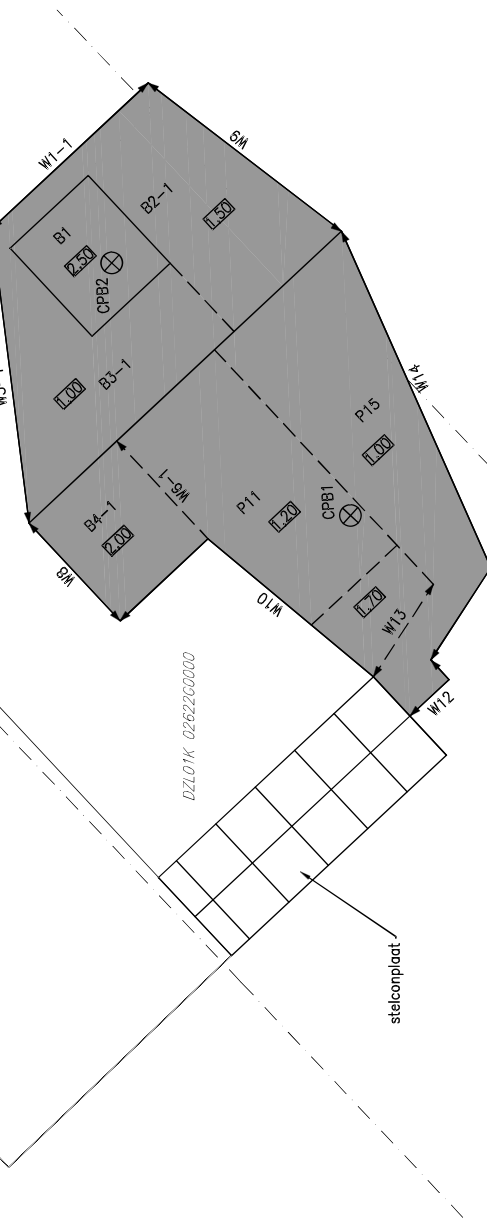 W1-1
W9
B1
2.50
CPB2
B2-1
1.50
1.00
B3-1
W14
P15
1.00
W6-1
P11
1.20
CPB1
B4-1
2.00
W8
W10
1.70
W13
W12
DZL01K 02622C0000
stelconplaat